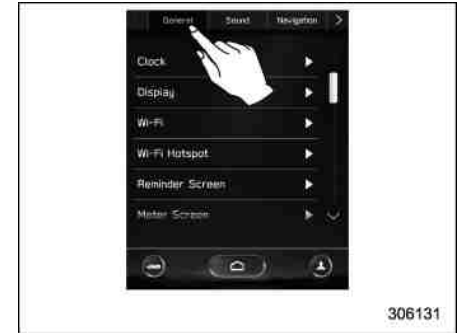 General Sound Navigation
Clock
Display
Wi-Fi
Wi-Fi Hotspot
Reminder Screen
Meter Screen
306131